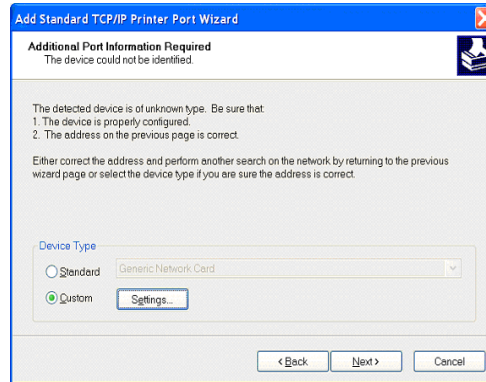 Add Standard TCP/IP Printer Port Wizard
Additional Port Information Required
The device could not be identified.
The detected device is of unknown type. Be sure that:
1. The device is properly configured.
2. The address on the previous page is correct.
Either correct the address and perform another search on the network by returning to the previous
wizard page or select the device type if you are sure the address is correct.
Device Type
Standard
Generic Network Card
Custom
Settings...
< Back
Next >
Cancel